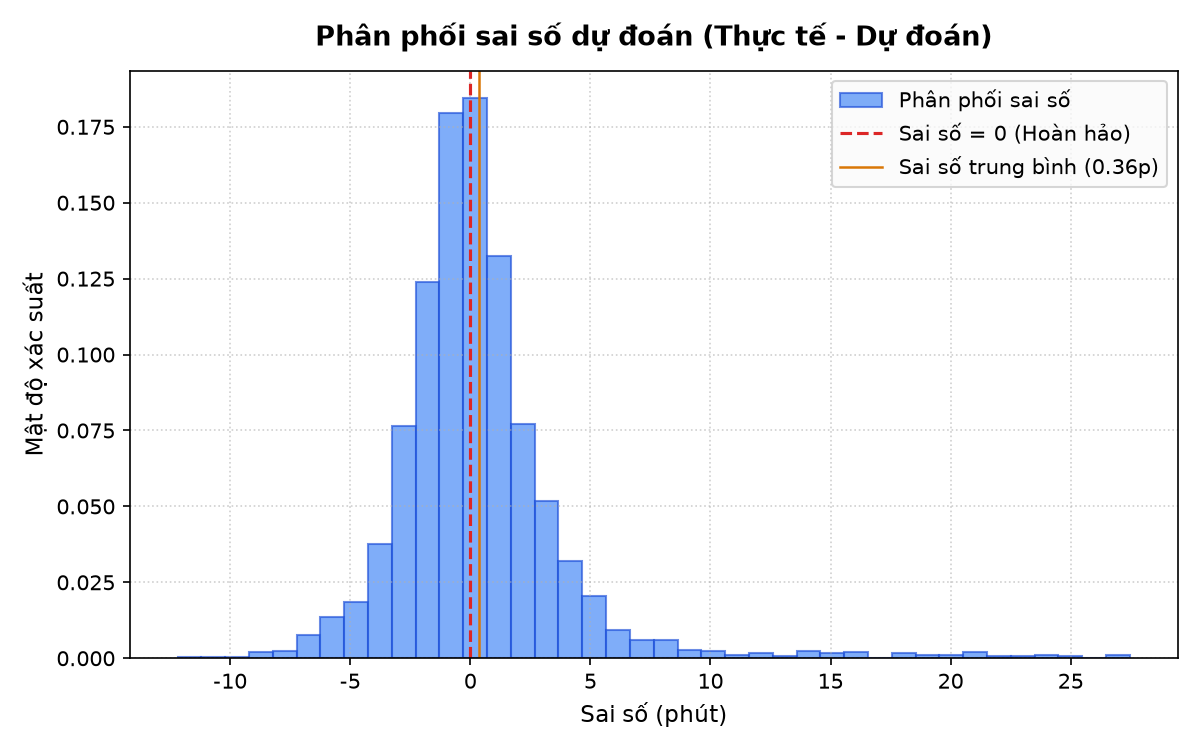 Phân phối sai số dự đoán (Thực tế - Dự đoán)
Phân phối sai số
Sai số = 0 (Hoàn hảo)
Sai số trung bình (0.36p)
Mật độ xác suất
0.175
0.150
0.125
0.100
0.075
0.050
0.025
0.000
-10 -5 0 5 10 15 20 25
Sai số (phút)